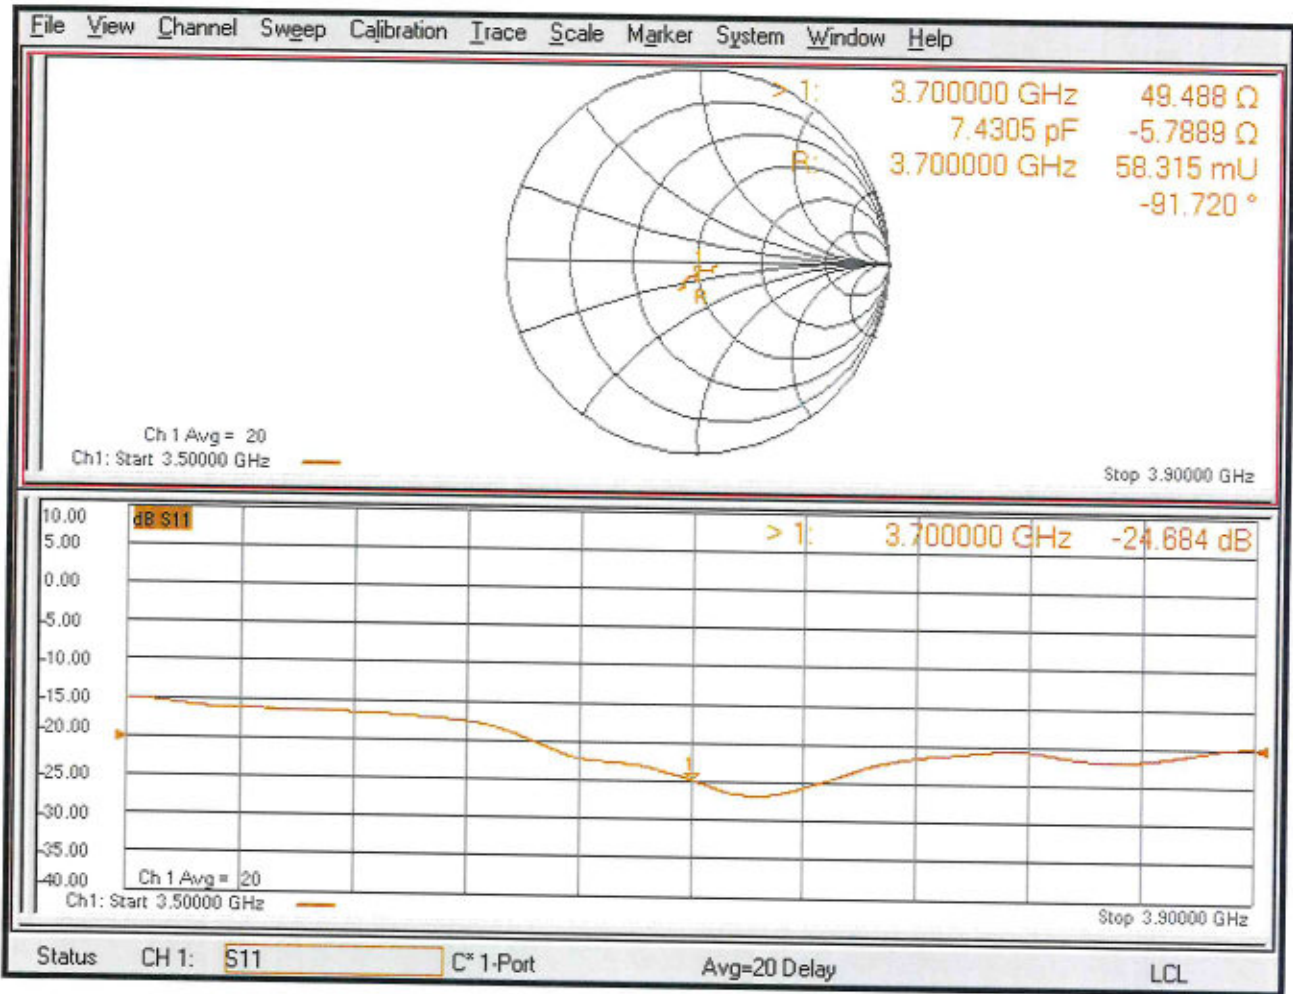 File View Channel Sweep Calibration Trace Scale Marker System Window Help
> 1: 3.700000 GHz 49.488 Ω
7.4305 pF -5.7889 Ω
R: 3.700000 GHz 58.315 mU
-91.720 °
1
R
Ch 1 Avg = 20
Ch1: Start 3.50000 GHz
Stop 3.90000 GHz
10.00
dB S11
> 1: 3.700000 GHz -24.684 dB
5.00
0.00
-5.00
-10.00
-15.00
-20.00
1
-25.00
-30.00
-35.00
-40.00
Ch 1 Avg = 20
Ch1: Start 3.50000 GHz
Stop 3.90000 GHz
Status CH 1: S11 C* 1-Port Avg=20 Delay LCL